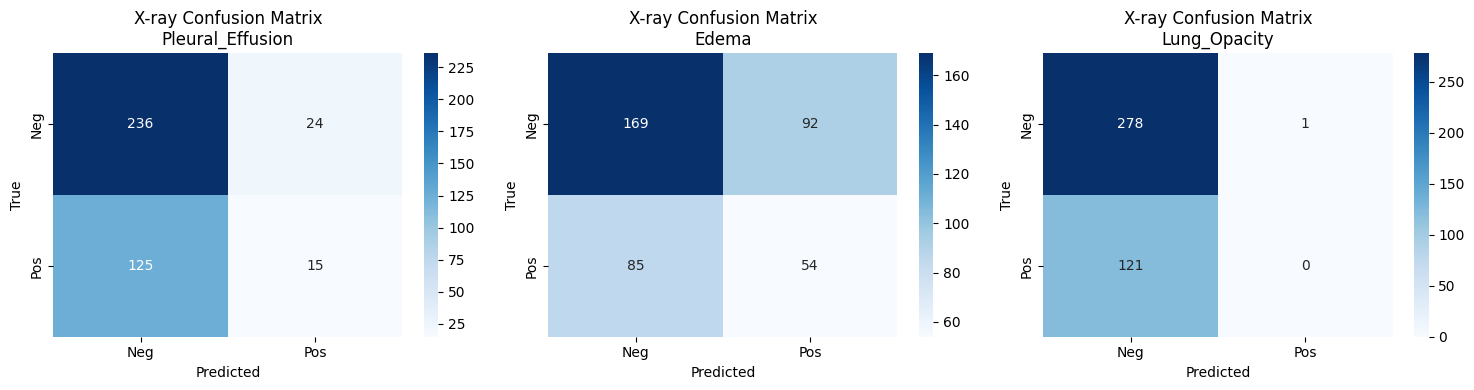 X-ray Confusion Matrix
Pleural_Effusion
236
24
125
15
Neg
Pos
True
Neg
Pos
Predicted
225
200
175
150
125
100
75
50
25
X-ray Confusion Matrix
Edema
169
92
85
54
Neg
Pos
True
Neg
Pos
Predicted
160
140
120
100
80
60
X-ray Confusion Matrix
Lung_Opacity
278
1
121
0
Neg
Pos
True
Neg
Pos
Predicted
250
200
150
100
50
0